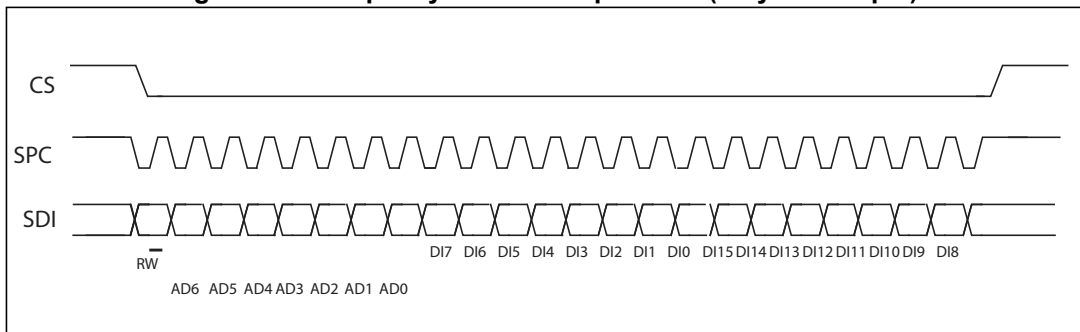 CS
SPC
SDI
RW
DI7 DI6 DI5 DI4 DI3 DI2 DI1 DI0 DI15 DI14 DI13 DI12 DI11 DI10 DI9 DI8
AD6 AD5 AD4 AD3 AD2 AD1 AD0